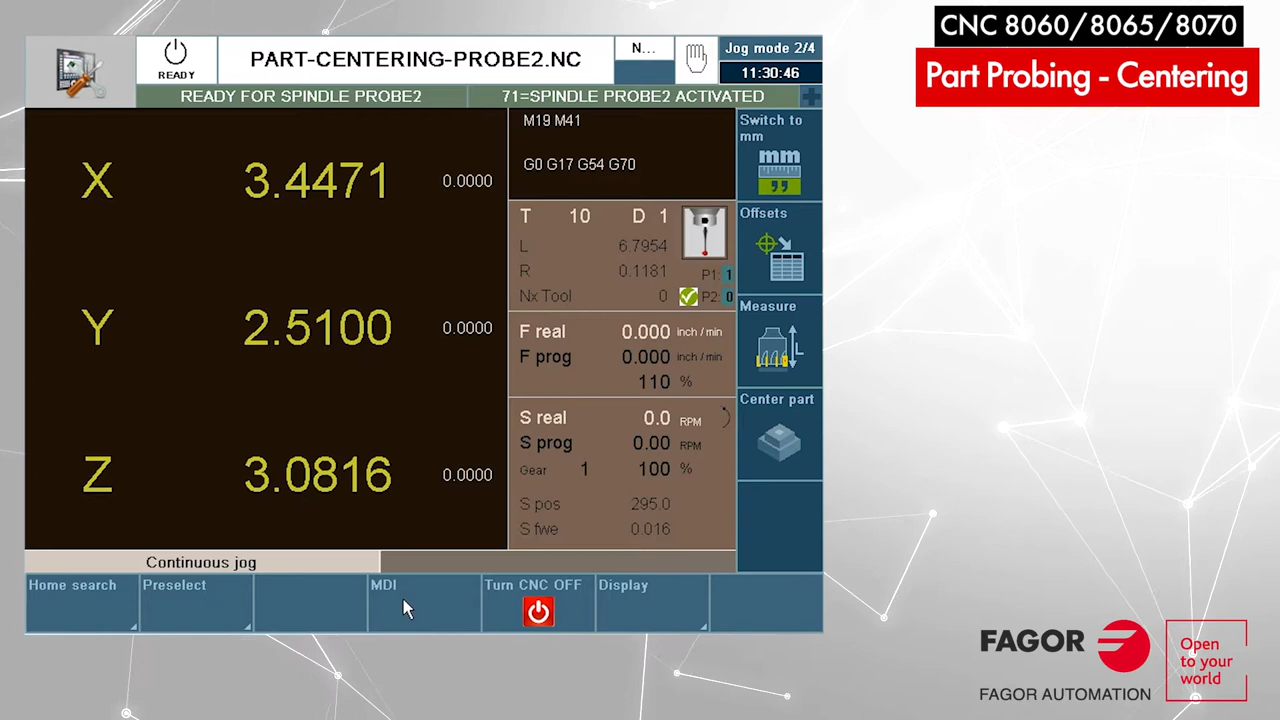 CNC 8060/8065/8070
Part Probing - Centering
READY
PART-CENTERING-PROBE2.NC
N...
Jog mode 2/4
11:30:46
READY FOR SPINDLE PROBE2
71=SPINDLE PROBE2 ACTIVATED
X 3.4471 0.0000
Y 2.5100 0.0000
Z 3.0816 0.0000
M19 M41
G0 G17 G54 G70
T 10 D 1
L 6.7954
R 0.1181 P1: 1
Nx Tool 0 P2: 0
F real 0.000 inch / min
F prog 0.000 inch / min
110 %
S real 0.0 RPM
S prog 0.00 RPM
Gear 1 100 %
S pos 295.0
S fwe 0.016
Switch to
mm
mm
Offsets
Measure
L
Center part
Continuous jog
Home search
Preselect
MDI
Turn CNC OFF
Display
FAGOR
FAGOR AUTOMATION
Open
to your
world